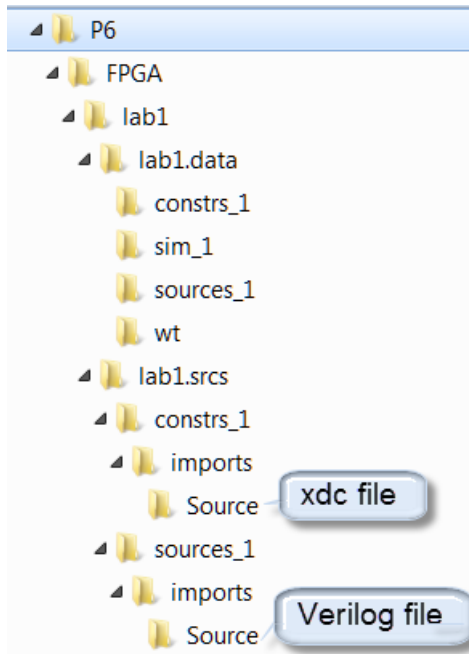 P6
FPGA
lab1
lab1.data
constrs_1
sim_1
sources_1
wt
lab1.srcs
constrs_1
imports
Source
xdc file
sources_1
imports
Source
Verilog file